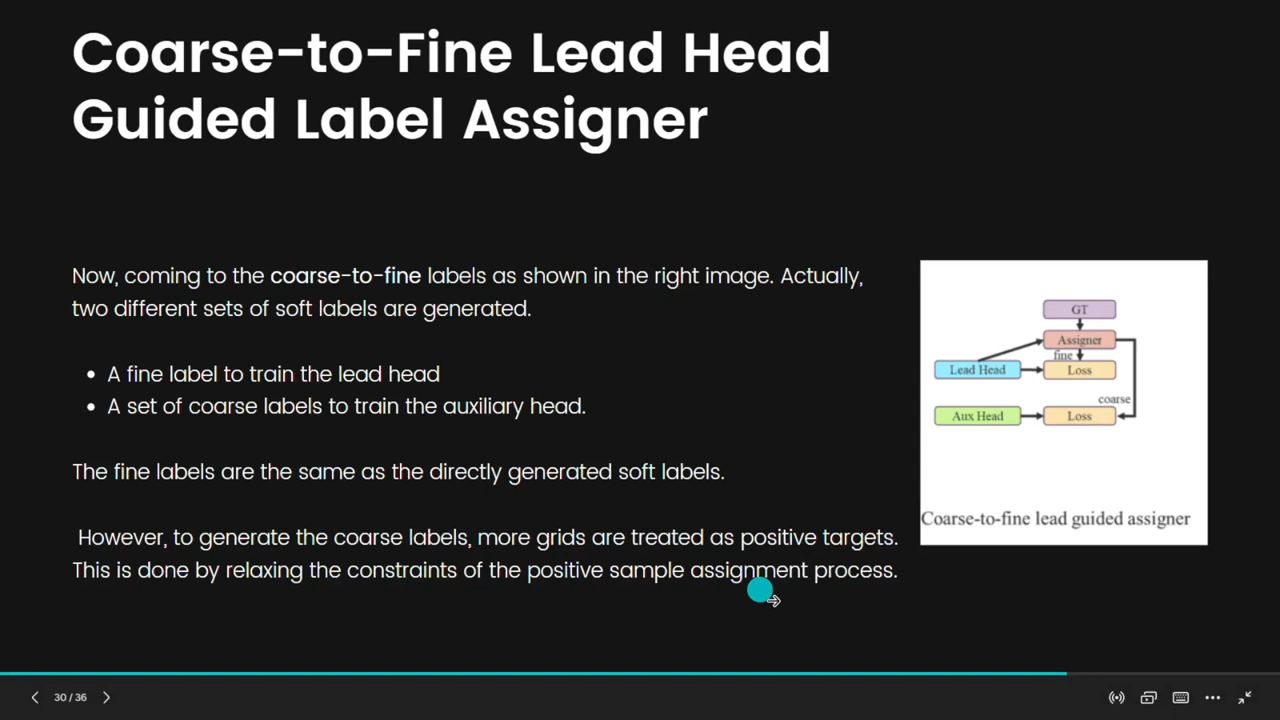 Coarse-to-Fine Lead Head
Guided Label Assigner
Now, coming to the coarse-to-fine labels as shown in the right image. Actually,
two different sets of soft labels are generated.
• A fine label to train the lead head
• A set of coarse labels to train the auxiliary head.
The fine labels are the same as the directly generated soft labels.
However, to generate the coarse labels, more grids are treated as positive targets.
This is done by relaxing the constraints of the positive sample assignment process.
GT
Assigner
fine
Lead Head
Loss
coarse
Aux Head
Loss
Coarse-to-fine lead guided assigner
30 / 36